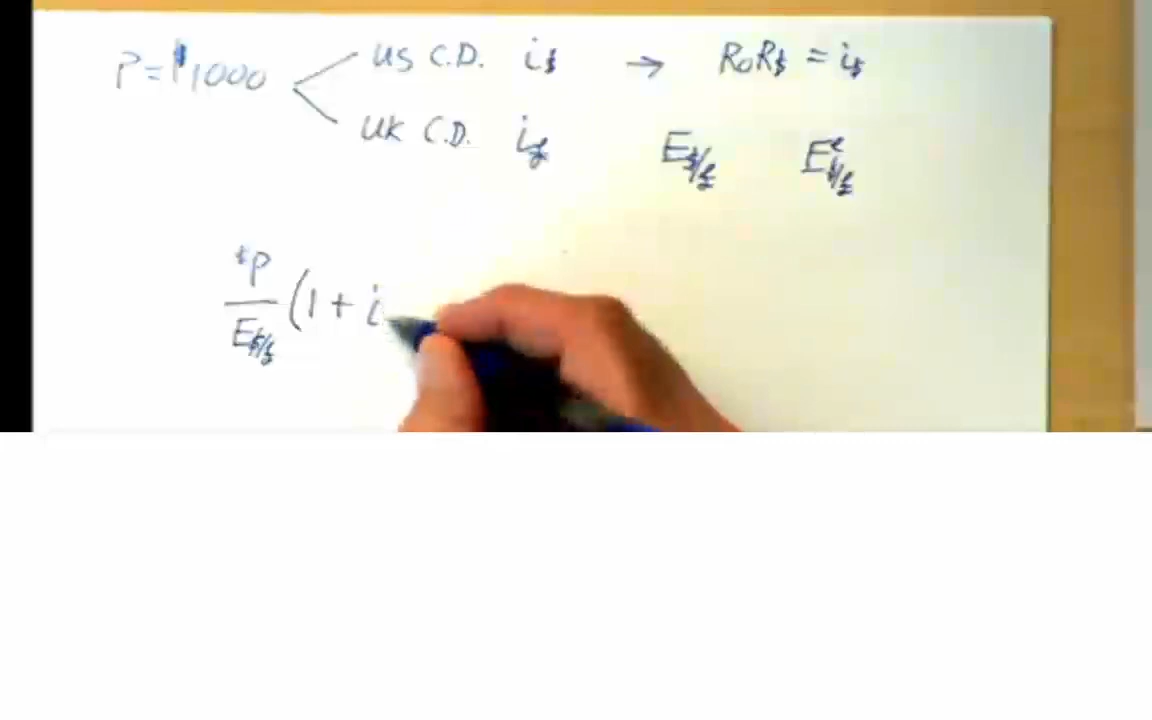 P = $1000
US C.D. i$ → RoR$ = i$
UK C.D. i£ E$/£ Eᵉ$/£
$P
E$/£
(1 + i